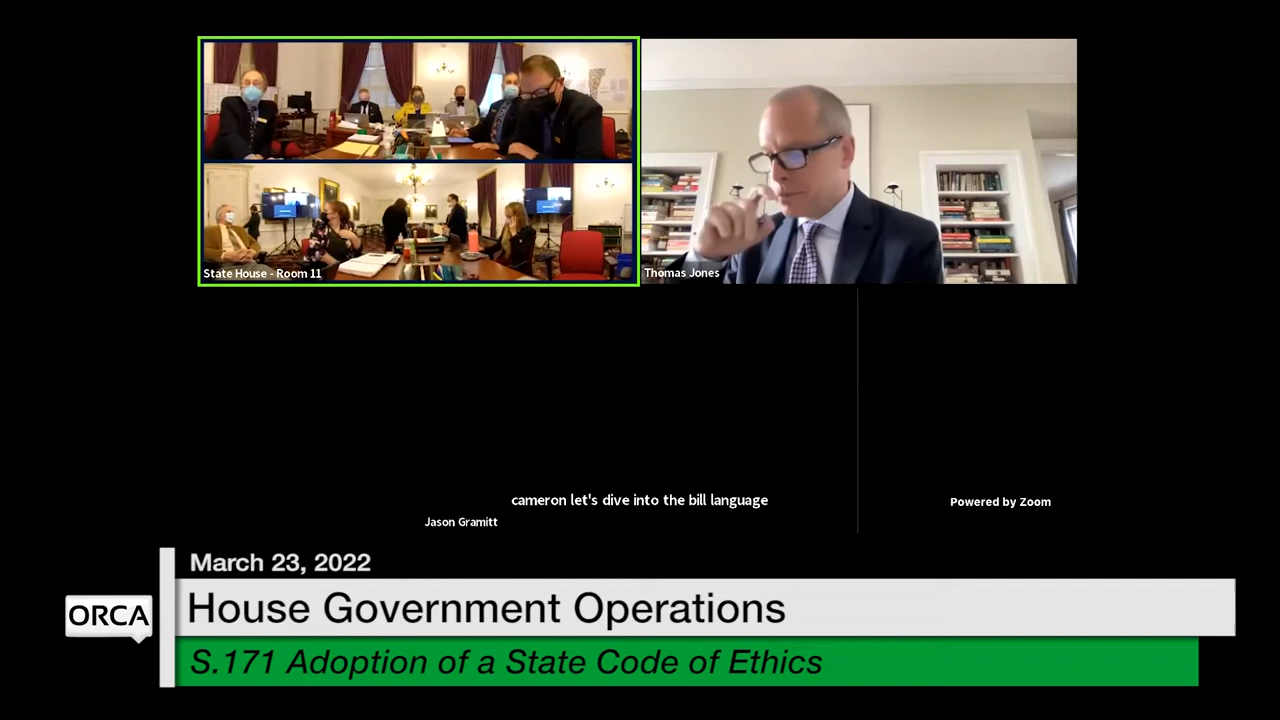 State House - Room 11
Thomas Jones
cameron let's dive into the bill language
Jason Gramitt
Powered by Zoom
March 23, 2022
ORCA
House Government Operations
S.171 Adoption of a State Code of Ethics